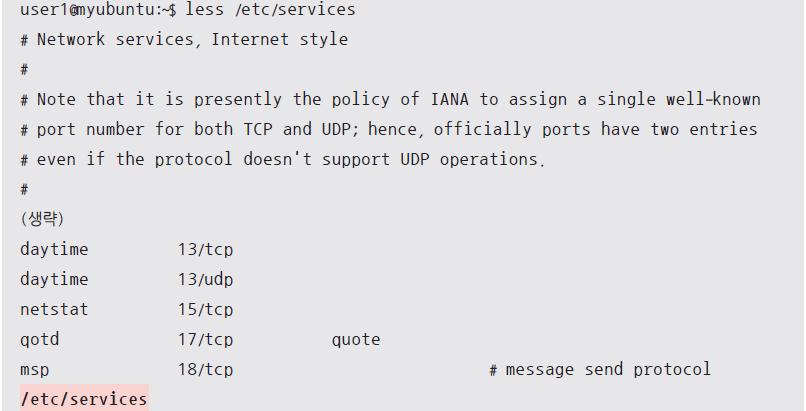 user1@myubuntu:~$ less /etc/services
# Network services, Internet style
#
# Note that it is presently the policy of IANA to assign a single well-known
# port number for both TCP and UDP; hence, officially ports have two entries
# even if the protocol doesn't support UDP operations.
#
(생략)
daytime 13/tcp
daytime 13/udp
netstat 15/tcp
qotd 17/tcp quote
msp 18/tcp # message send protocol
/etc/services